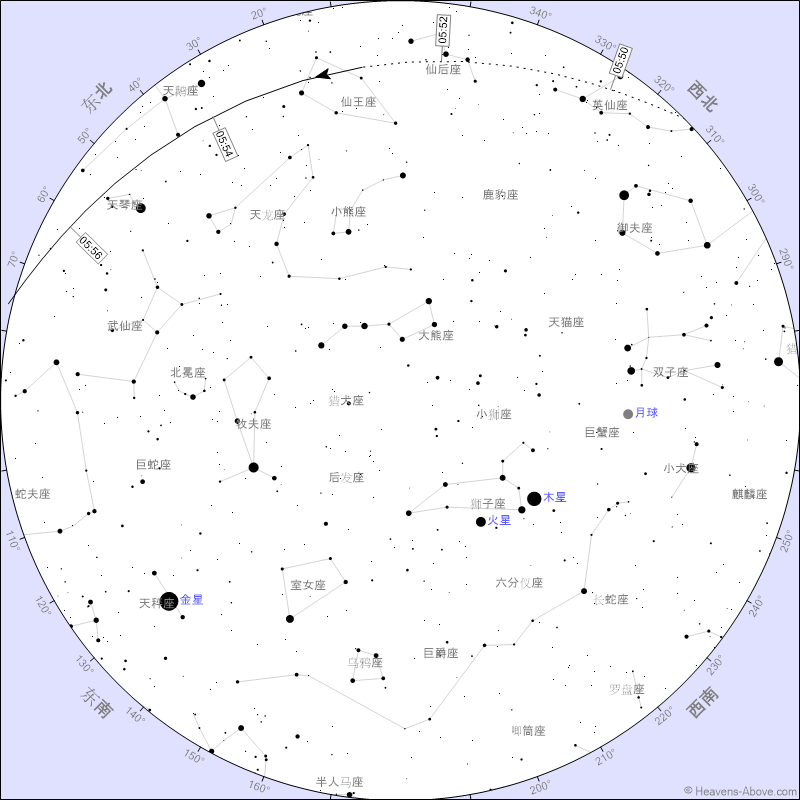 05:52
340°
330°
05:50
30°
20°
仙后座
320°
东北
40°
天鹅座
仙王座
英仙座
西北
50°
05:54
310°
60°
天琴座
天龙座
小熊座
鹿豹座
300°
御夫座
70°
05:56
290°
武仙座
大熊座
天猫座
猎
北冕座
双子座
猎犬座
小狮座
月球
牧夫座
巨蟹座
巨蛇座
后发座
小犬座
蛇夫座
狮子座
木星
麒麟座
火星
110°
250°
天秤座
金星
室女座
六分仪座
长蛇座
120°
240°
130°
乌鸦座
巨爵座
230°
东南
罗盘座
西南
140°
220°
唧筒座
150°
210°
160°
半人马座
200°
© Heavens-Above.com